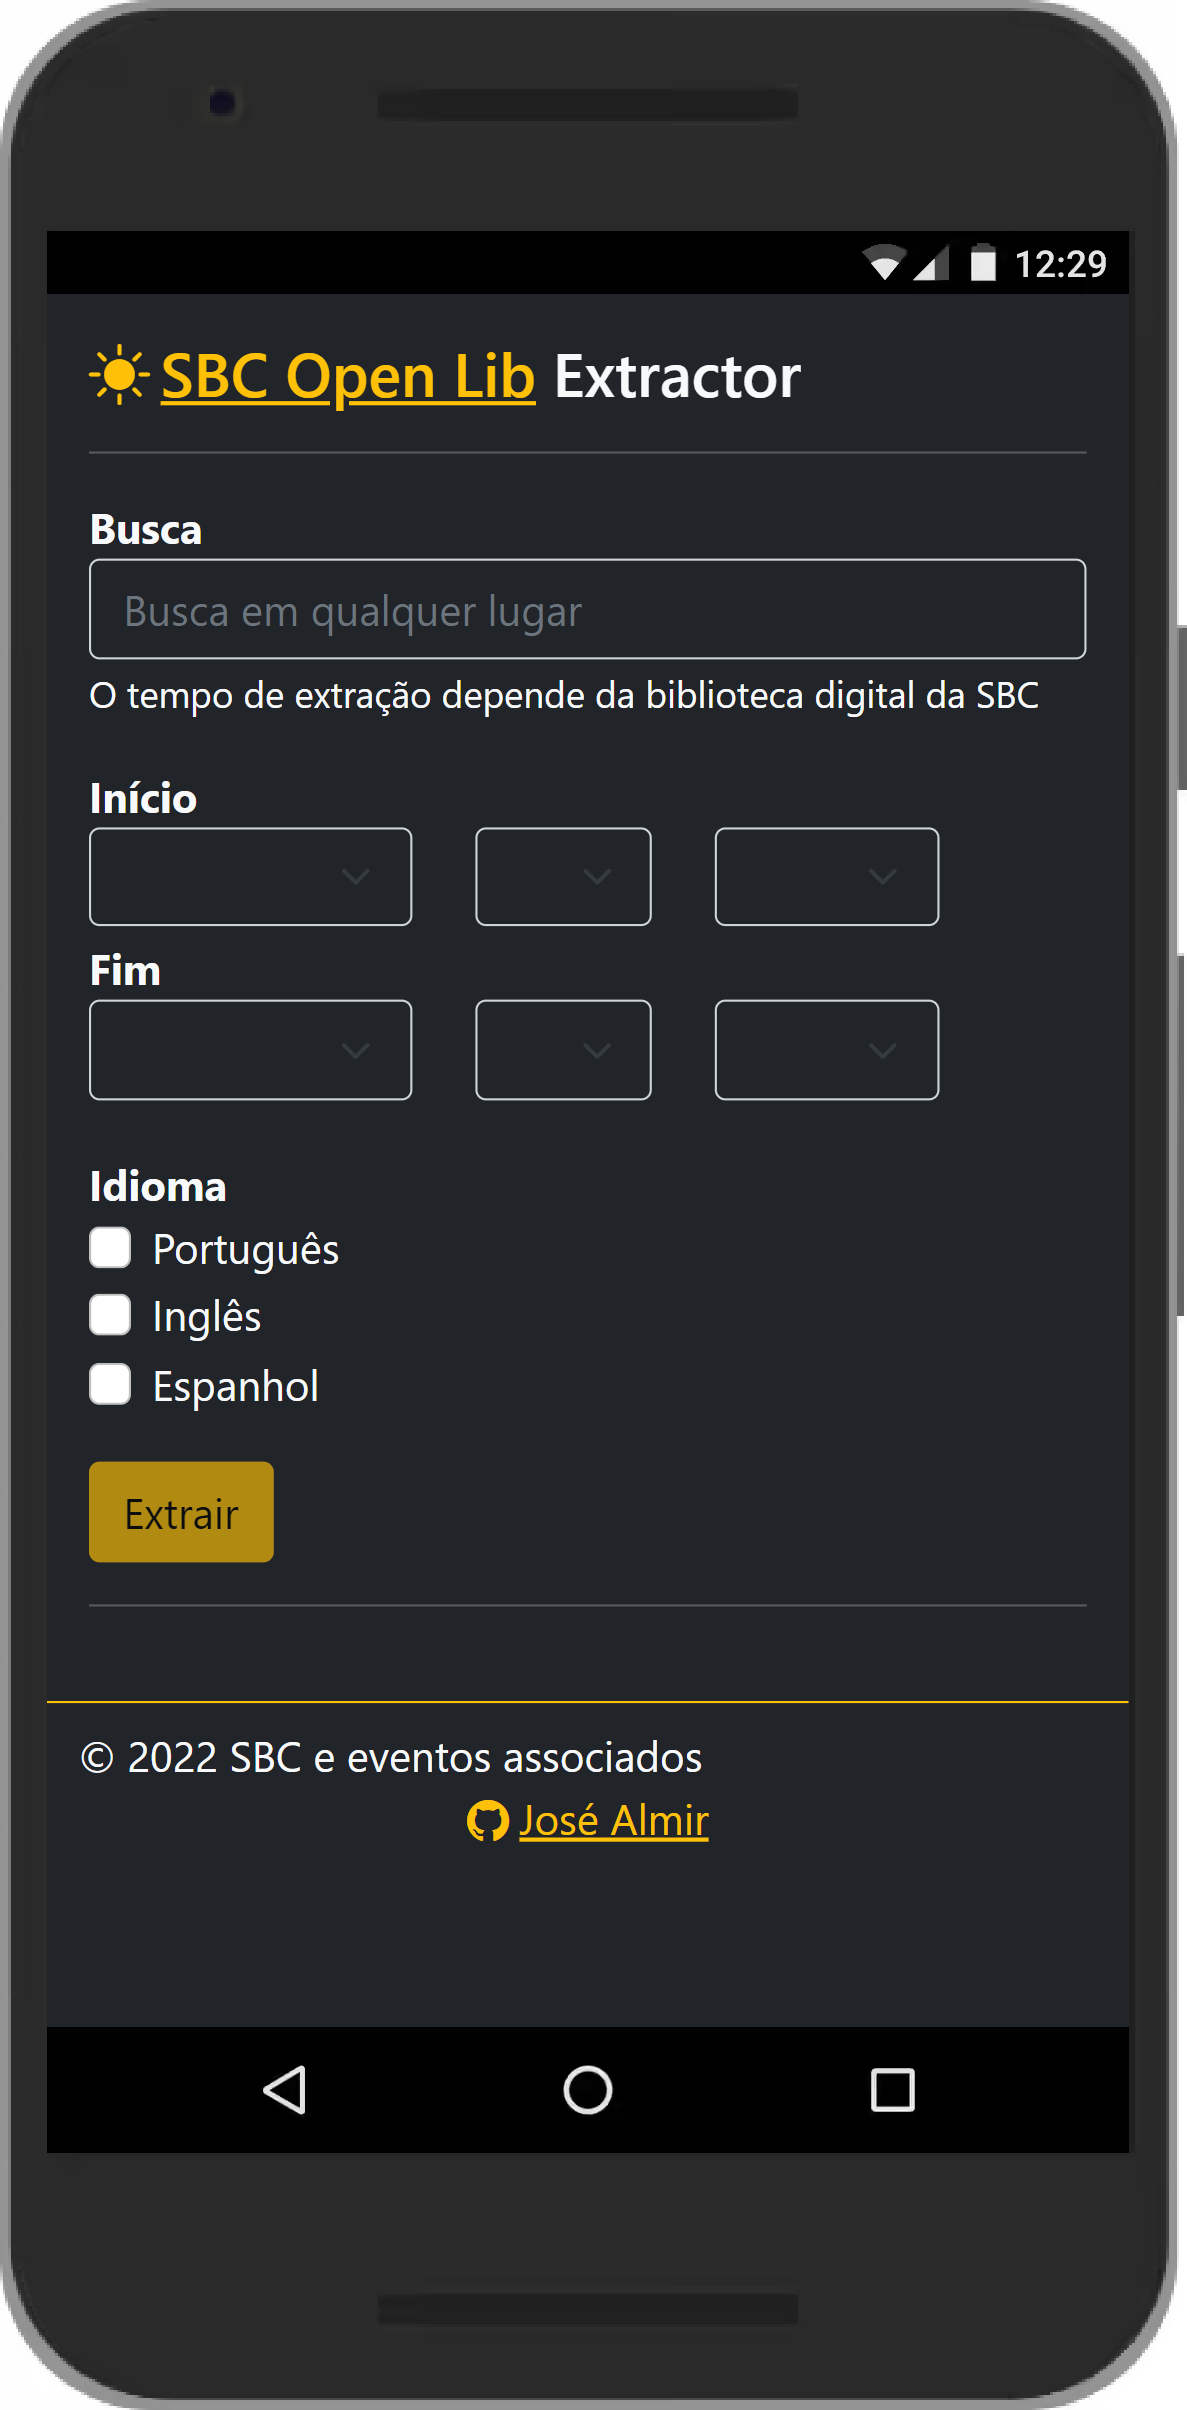 12:29
SBC Open Lib Extractor
Busca
Busca em qualquer lugar
O tempo de extração depende da biblioteca digital da SBC
Início
Fim
Idioma
Português
Inglês
Espanhol
Extrair
© 2022 SBC e eventos associados
José Almir